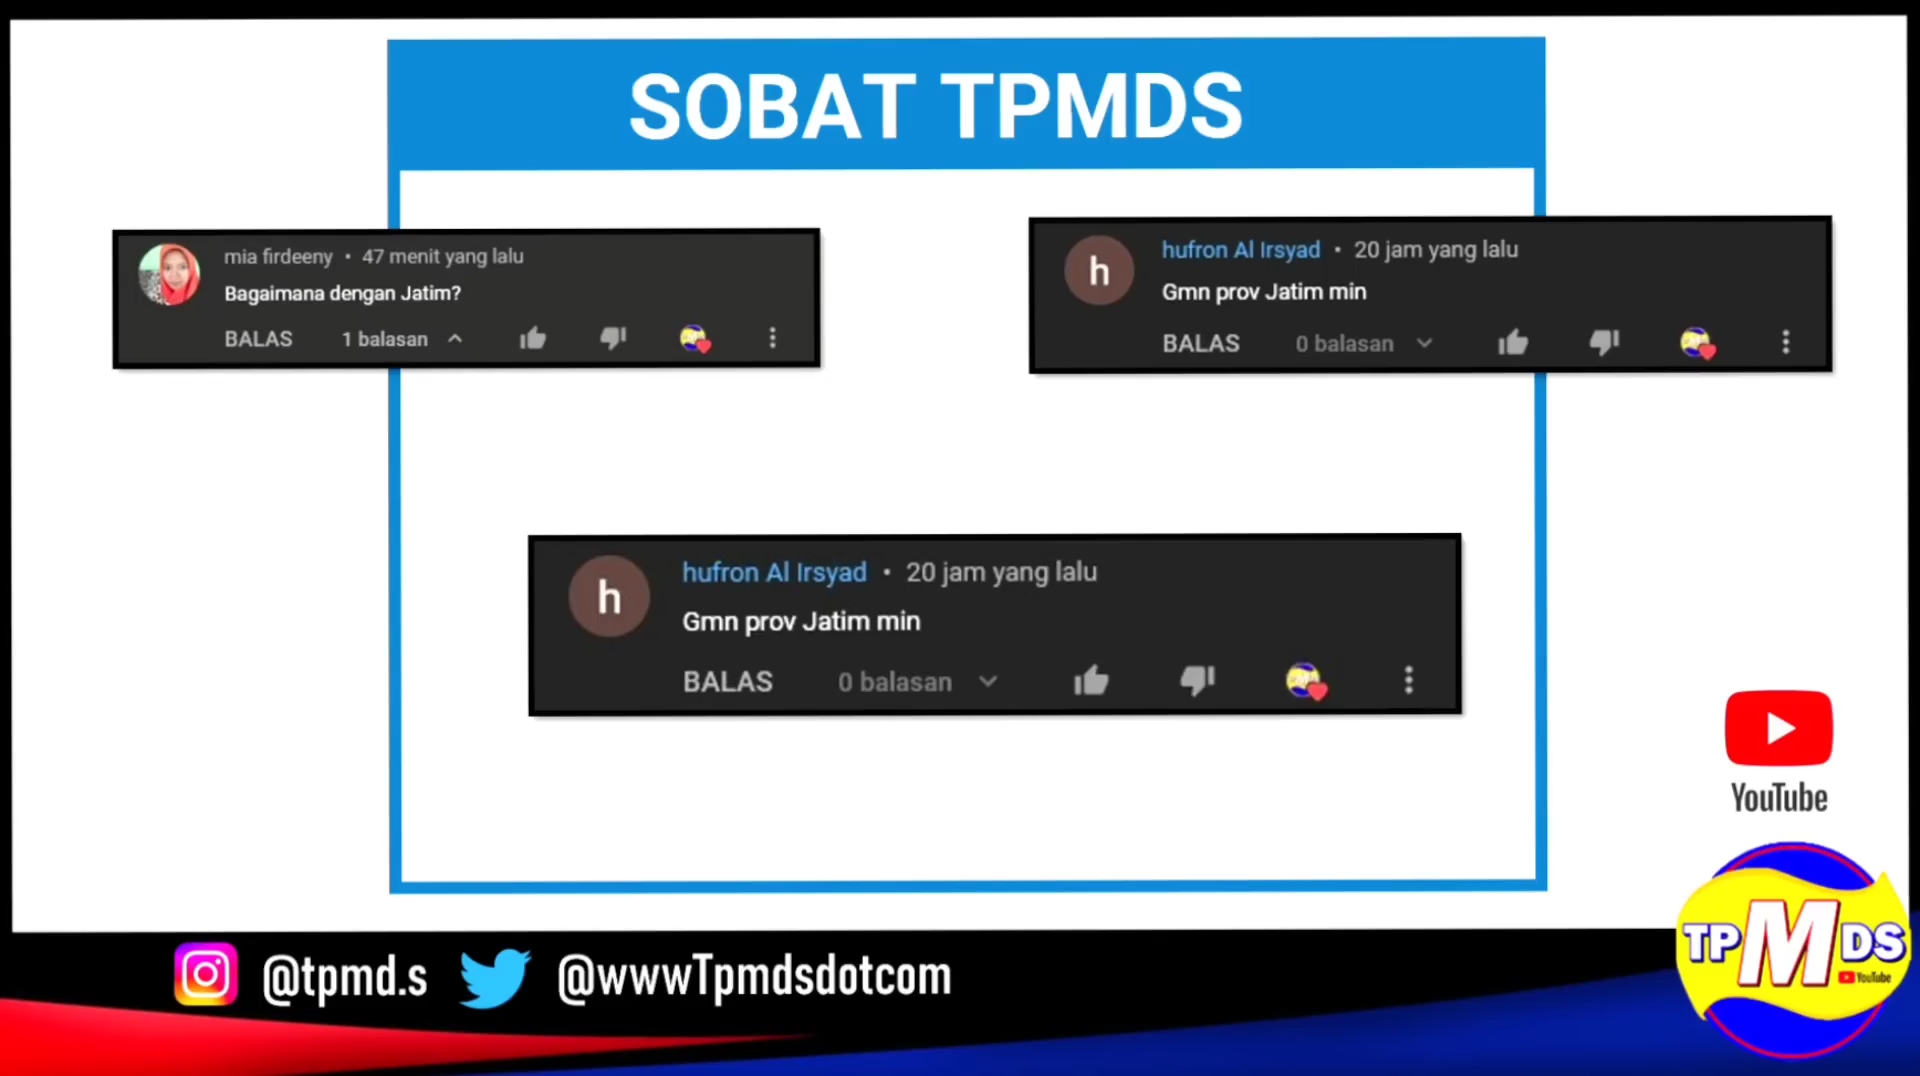 SOBAT TPMDS
mia firdeeny • 47 menit yang lalu
Bagaimana dengan Jatim?
BALAS 1 balasan
h
hufron Al Irsyad • 20 jam yang lalu
Gmn prov Jatim min
BALAS 0 balasan
h
hufron Al Irsyad • 20 jam yang lalu
Gmn prov Jatim min
BALAS 0 balasan
YouTube
TPMDS
YouTube
@tpmd.s @wwwTpmdsdotcom